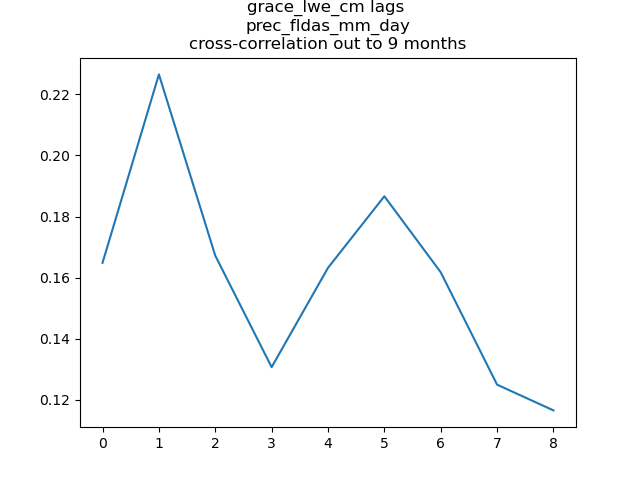 grace_lwe_cm lags
prec_fldas_mm_day
cross-correlation out to 9 months
0.22
0.20
0.18
0.16
0.14
0.12
0 1 2 3 4 5 6 7 8